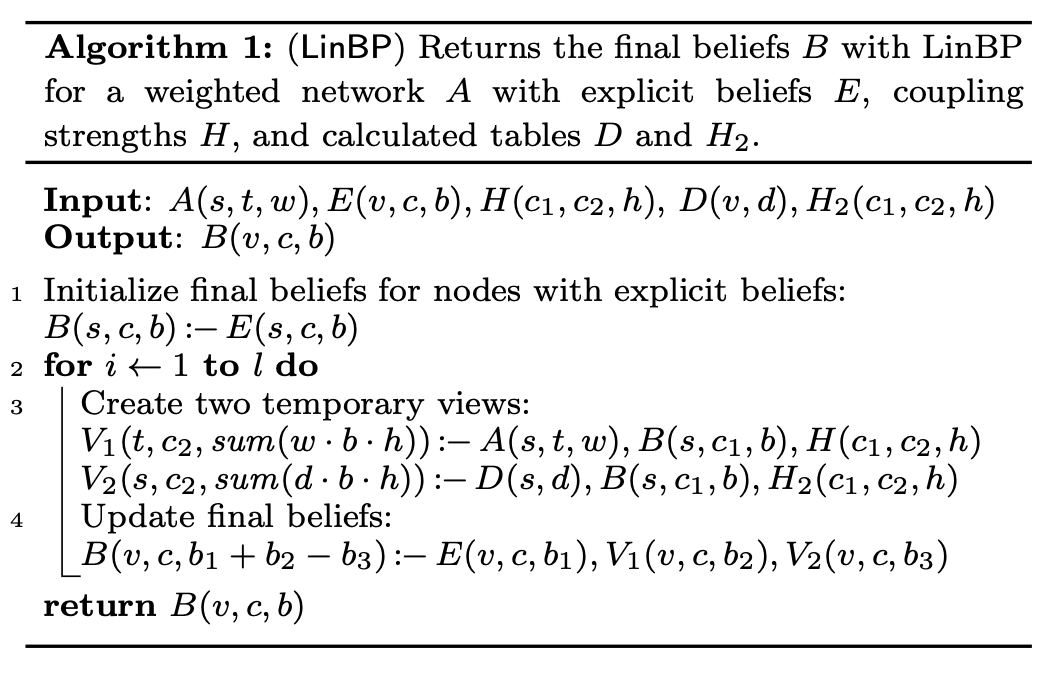 Algorithm 1: (LinBP) Returns the final beliefs B with LinBP
for a weighted network A with explicit beliefs E, coupling
strengths H, and calculated tables D and H₂.
Input: A(s, t, w), E(v, c, b), H(c₁, c₂, h), D(v, d), H₂(c₁, c₂, h)
Output: B(v, c, b)
1 Initialize final beliefs for nodes with explicit beliefs:
B(s, c, b) :− E(s, c, b)
2 for i ← 1 to l do
3 Create two temporary views:
V₁(t, c₂, sum(w · b · h)) :− A(s, t, w), B(s, c₁, b), H(c₁, c₂, h)
V₂(s, c₂, sum(d · b · h)) :− D(s, d), B(s, c₁, b), H₂(c₁, c₂, h)
4 Update final beliefs:
B(v, c, b₁ + b₂ − b₃) :− E(v, c, b₁), V₁(v, c, b₂), V₂(v, c, b₃)
return B(v, c, b)